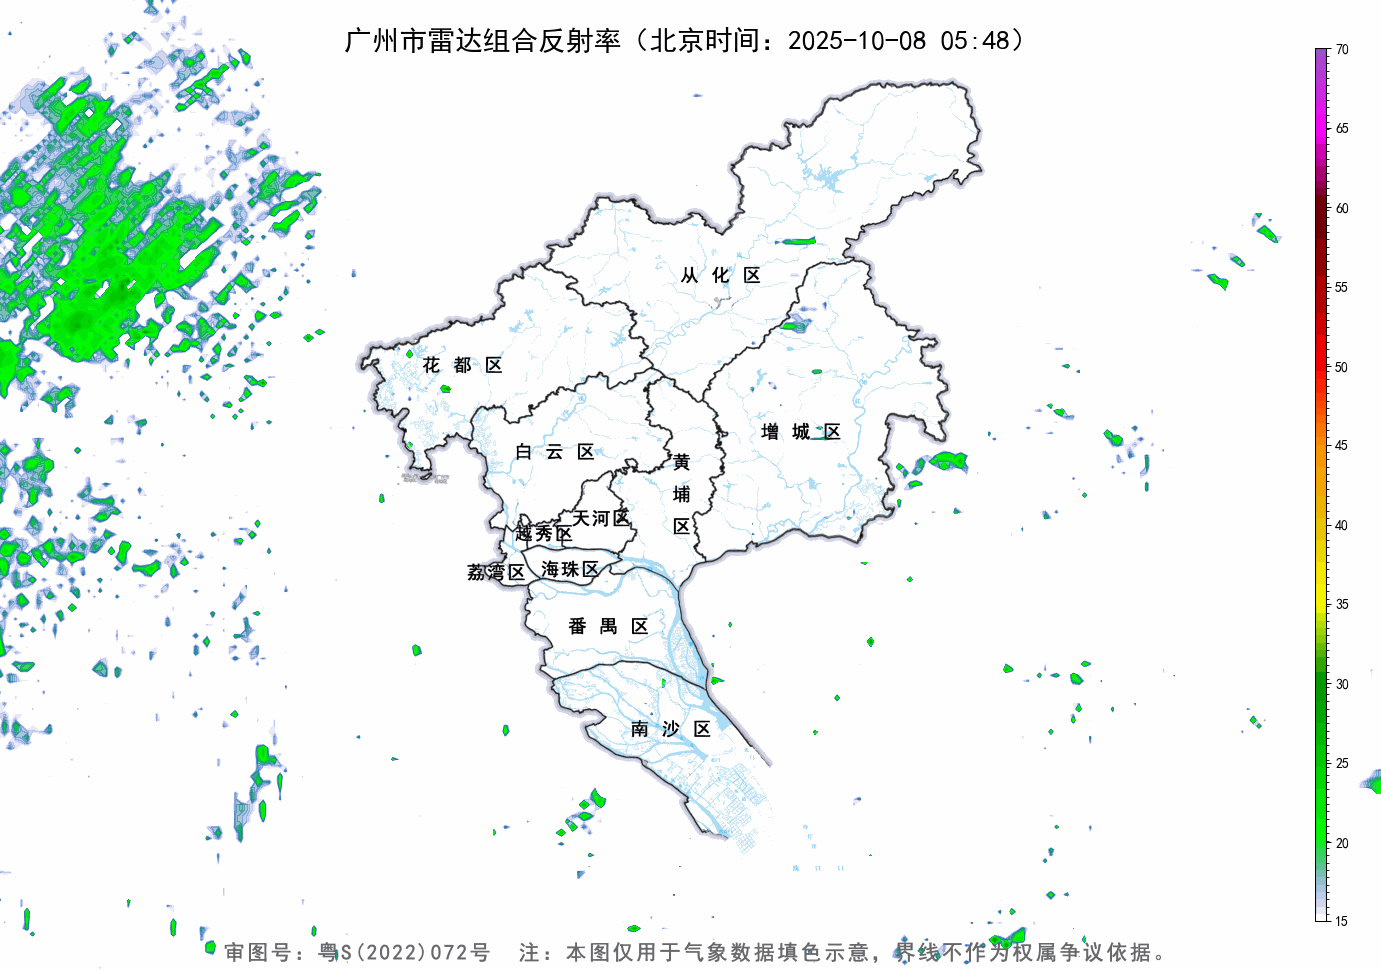 广州市雷达组合反射率（北京时间：2025-10-08 05:48）
70
65
60
55
50
45
40
35
30
25
20
15
从化区
花都区
增城区
白云区
黄埔区
天河区
越秀区
荔湾区
海珠区
番禺区
南沙区
审图号：粤S(2022)072号 注：本图仅用于气象数据填色示意，界线不作为权属争议依据。